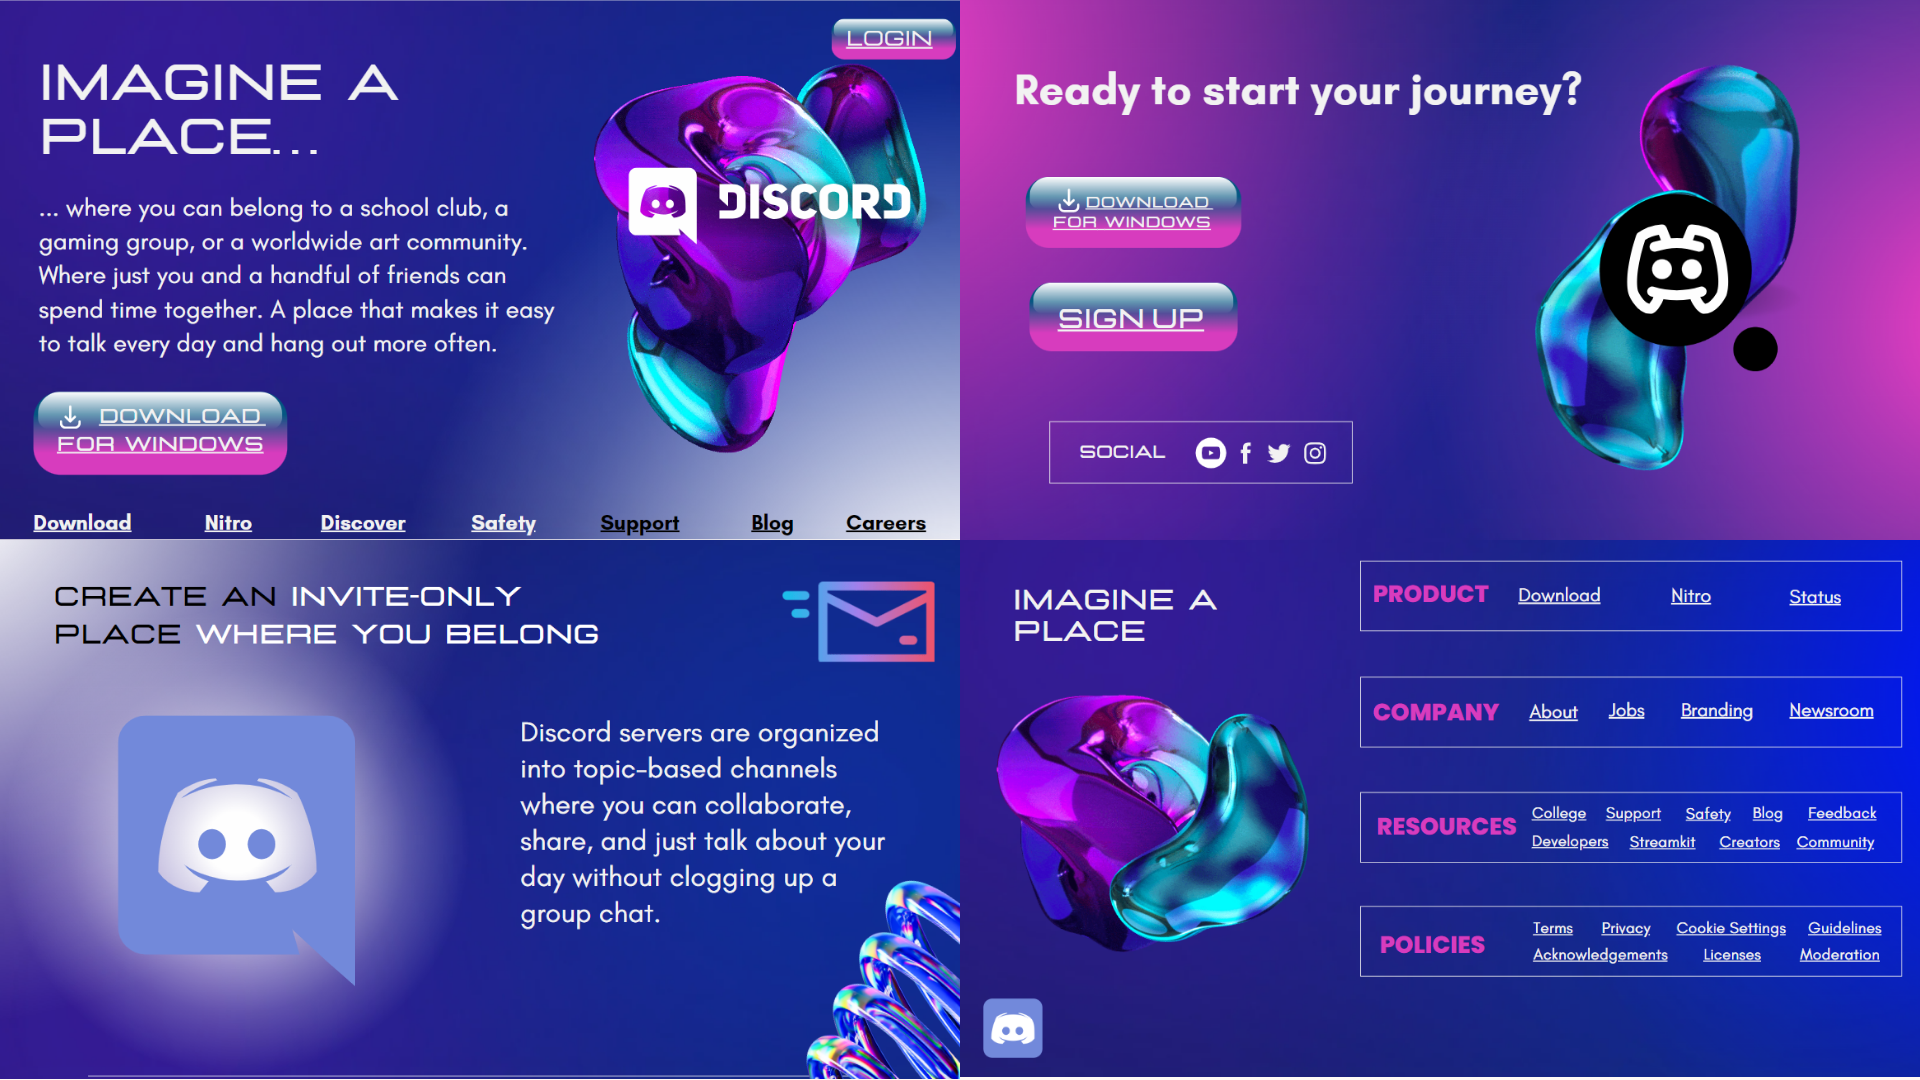 LOGIN
IMAGINE A
PLACE...
DISCORD
... where you can belong to a school club, a
gaming group, or a worldwide art community.
Where just you and a handful of friends can
spend time together. A place that makes it easy
to talk every day and hang out more often.
DOWNLOAD
FOR WINDOWS
Download Nitro Discover Safety Support Blog Careers
Ready to start your journey?
DOWNLOAD
FOR WINDOWS
SIGN UP
SOCIAL
CREATE AN INVITE-ONLY
PLACE WHERE YOU BELONG
Discord servers are organized
into topic-based channels
where you can collaborate,
share, and just talk about your
day without clogging up a
group chat.
IMAGINE A
PLACE
PRODUCT Download Nitro Status
COMPANY About Jobs Branding Newsroom
RESOURCES College Support Safety Blog Feedback
Developers Streamkit Creators Community
POLICIES Terms Privacy Cookie Settings Guidelines
Acknowledgements Licenses Moderation